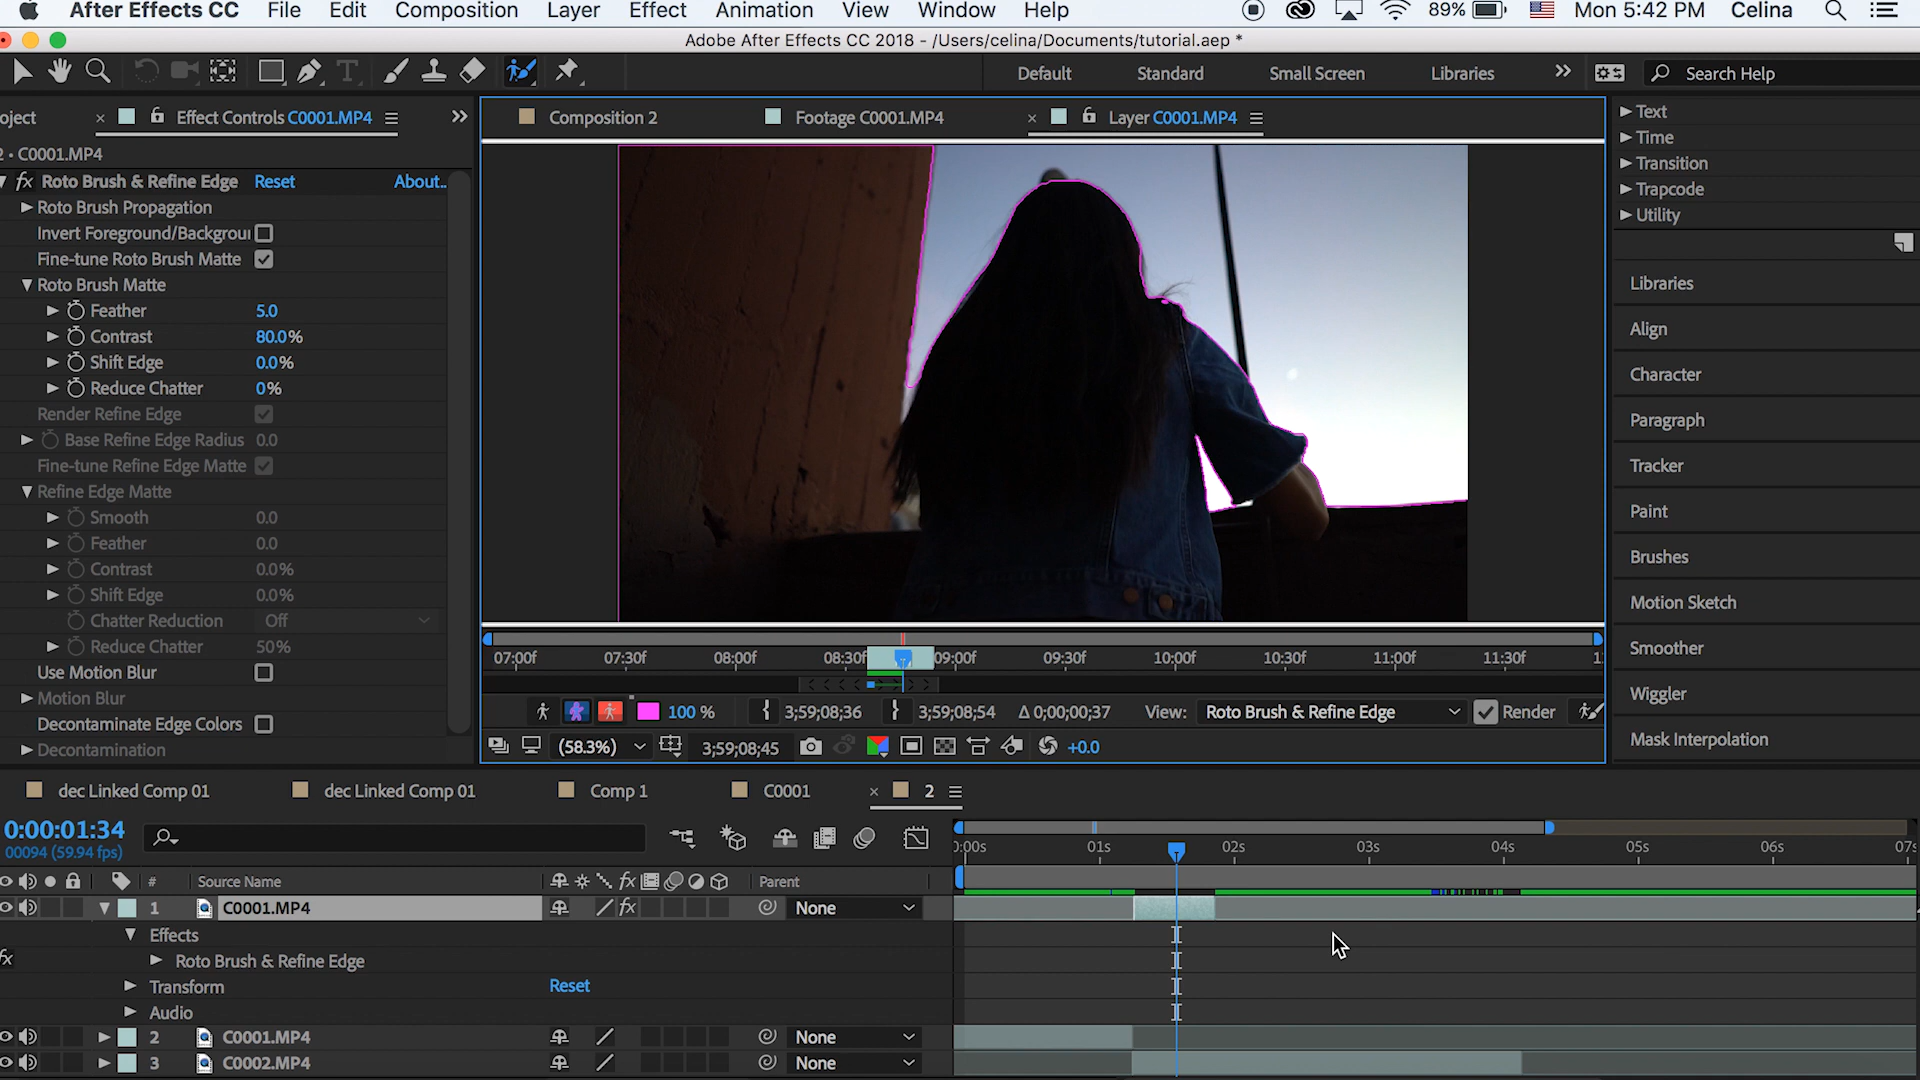 After Effects CC File Edit Composition Layer Effect Animation View Window Help 89% Mon 5:42 PM Celina
Adobe After Effects CC 2018 - /Users/celina/Documents/tutorial.aep *
T Default Standard Small Screen Libraries Search Help
oject × Effect Controls C0001.MP4
2 • C0001.MP4
fx Roto Brush & Refine Edge Reset About..
Roto Brush Propagation
Invert Foreground/Backgrou
Fine-tune Roto Brush Matte
Roto Brush Matte
Feather 5.0
Contrast 80.0%
Shift Edge 0.0%
Reduce Chatter 0%
Render Refine Edge
Base Refine Edge Radius 0.0
Fine-tune Refine Edge Matte
Refine Edge Matte
Smooth 0.0
Feather 0.0
Contrast 0.0%
Shift Edge 0.0%
Chatter Reduction Off
Reduce Chatter 50%
Use Motion Blur
Motion Blur
Decontaminate Edge Colors
Decontamination
Composition 2 Footage C0001.MP4 × Layer C0001.MP4
07:00f 07:30f 08:00f 08:30f 09:00f 09:30f 10:00f 10:30f 11:00f 11:30f 1
100 % 3;59;08;36 3;59;08;54 Δ 0;00;00;37 View: Roto Brush & Refine Edge Render
(58.3%) 3;59;08;45 +0.0
Text
Time
Transition
Trapcode
Utility
Libraries
Align
Character
Paragraph
Tracker
Paint
Brushes
Motion Sketch
Smoother
Wiggler
Mask Interpolation
dec Linked Comp 01 dec Linked Comp 01 Comp 1 C0001 × 2
0:00:01:34
00094 (59.94 fps)
0:00s 01s 02s 03s 04s 05s 06s 07s
# Source Name fx Parent
1 C0001.MP4 fx None
Effects
fx Roto Brush & Refine Edge
Transform Reset
Audio
2 C0001.MP4 None
3 C0002.MP4 None